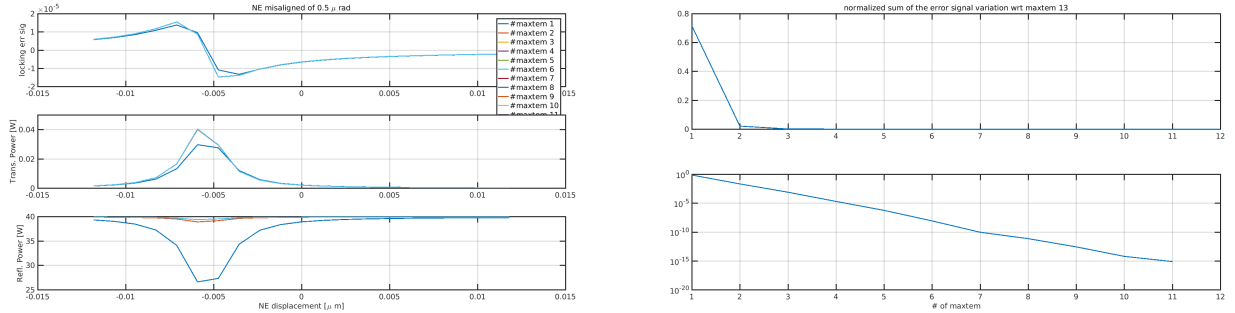 NE misaligned of 0.5 μ rad
2 ×10⁻⁵
1
0
-1
-2
locking err sig
#maxtem 1
#maxtem 2
#maxtem 3
#maxtem 4
#maxtem 5
#maxtem 6
#maxtem 7
#maxtem 8
#maxtem 9
#maxtem 10
#maxtem 11
-0.015 -0.01 -0.005 0 0.005 0.01 015
0.04
0.02
0
Trans. Power [W]
-0.015 -0.01 -0.005 0 0.005 0.01 0.015
40
35
30
25
Refl. Power [W]
-0.015 -0.01 -0.005 0 0.005 0.01 0.015
NE displacement [μ m]
normalized sum of the error signal variation wrt maxtem 13
0.8
0.6
0.4
0.2
0
1 2 3 4 5 6 7 8 9 10 11 12
10⁰
10⁻⁵
10⁻¹⁰
10⁻¹⁵
10⁻²⁰
1 2 3 4 5 6 7 8 9 10 11 12
# of maxtem